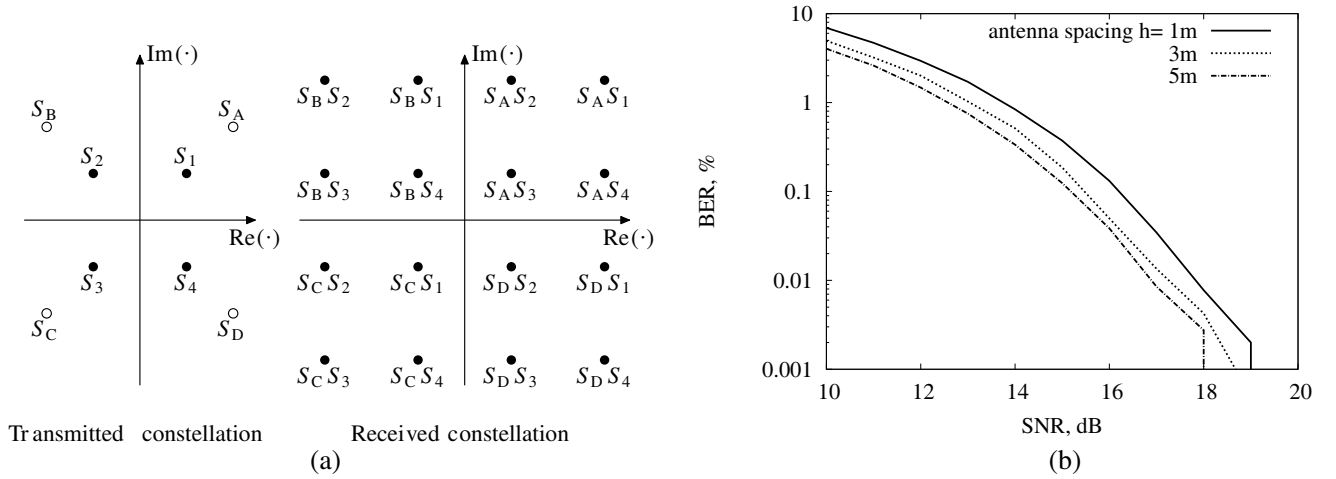 Im(·)
S_B
S_A
S_2
S_1
Re(·)
S_3
S_4
S_C
S_D
Transmitted constellation
Im(·)
S_B S_2 S_B S_1 S_A S_2 S_A S_1
S_B S_3 S_B S_4 S_A S_3 S_A S_4
Re(·)
S_C S_2 S_C S_1 S_D S_2 S_D S_1
S_C S_3 S_C S_4 S_D S_3 S_D S_4
Received constellation
(a)
10
1
0.1
0.01
0.001
BER, %
antenna spacing h= 1m
3m
5m
10 12 14 16 18 20
SNR, dB
(b)